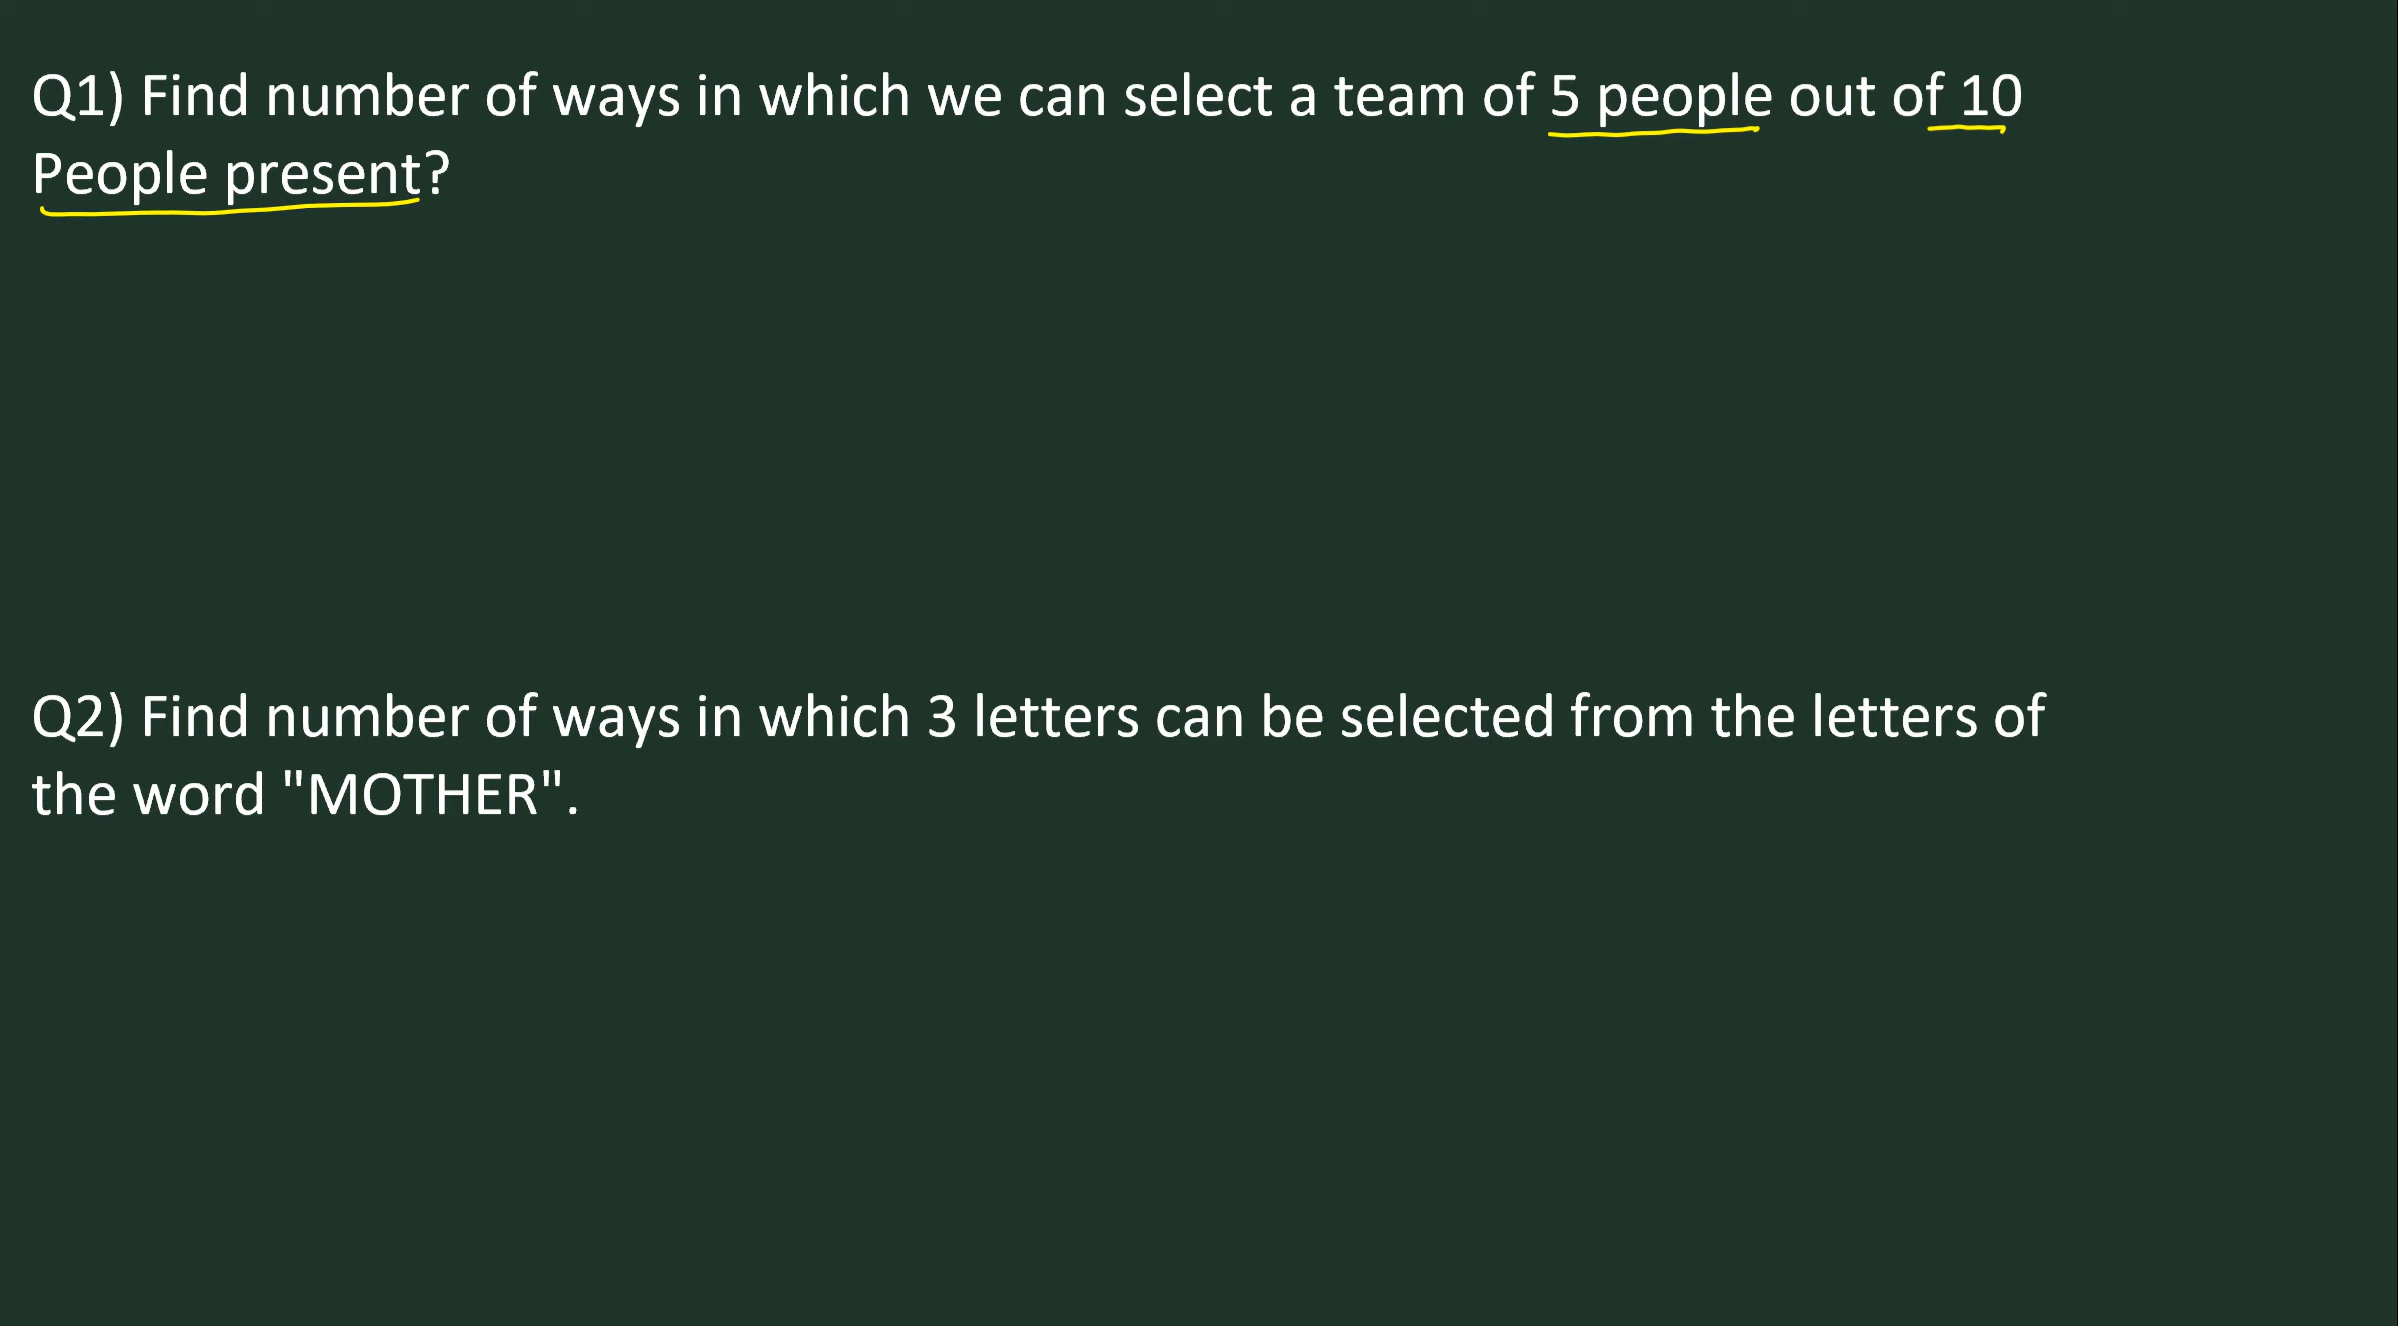 Q1) Find number of ways in which we can select a team of 5 people out of 10
People present?
Q2) Find number of ways in which 3 letters can be selected from the letters of
the word "MOTHER".